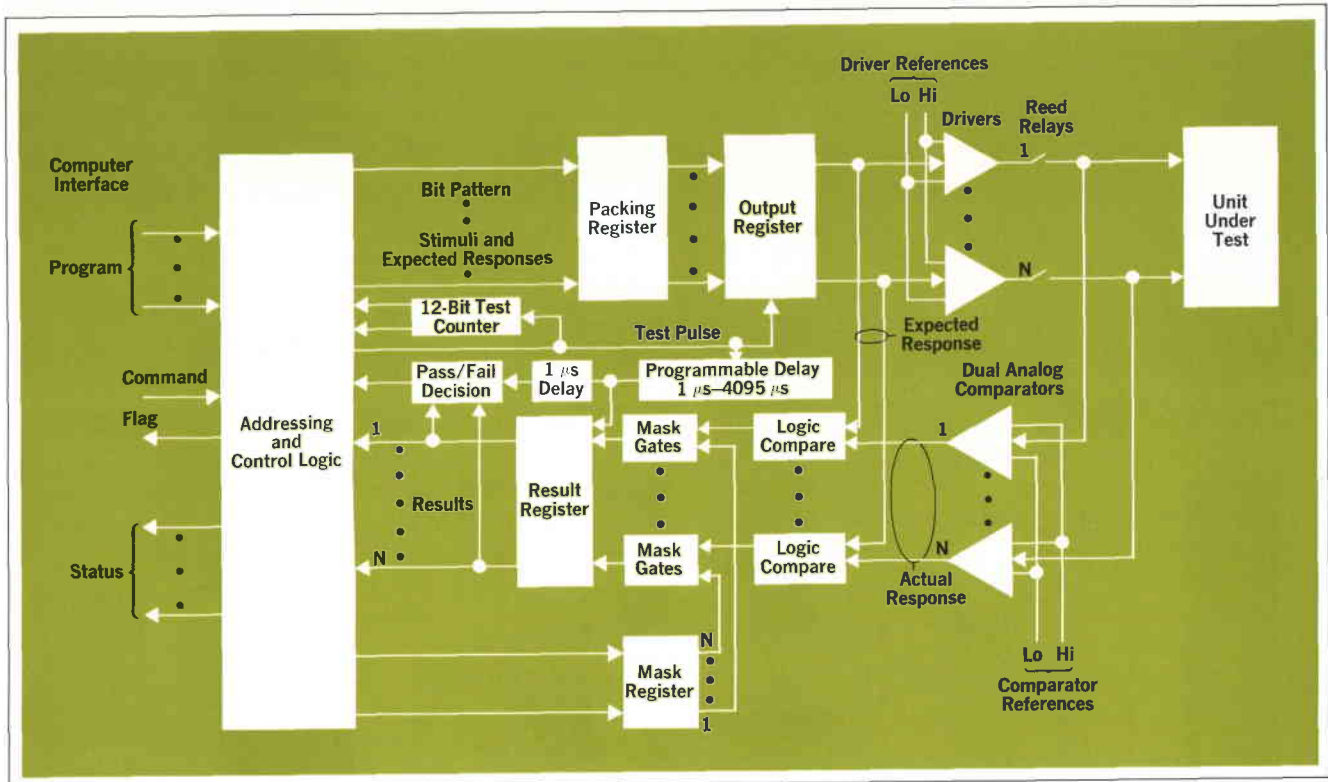 Driver References
Lo Hi
Drivers
Reed
Relays
1
Computer
Interface
Program
Bit Pattern
Stimuli and
Expected Responses
Packing
Register
Output
Register
Unit
Under
Test
N
12-Bit Test
Counter
Test Pulse
Expected
Response
Command
Flag
Addressing
and
Control Logic
Pass/Fail
Decision
1 μs
Delay
Programmable Delay
1 μs–4095 μs
Dual Analog
Comparators
1
Results
N
Result
Register
Mask
Gates
Logic
Compare
1
Mask
Gates
Logic
Compare
N
Actual
Response
Status
Mask
Register
N
1
Lo Hi
Comparator
References